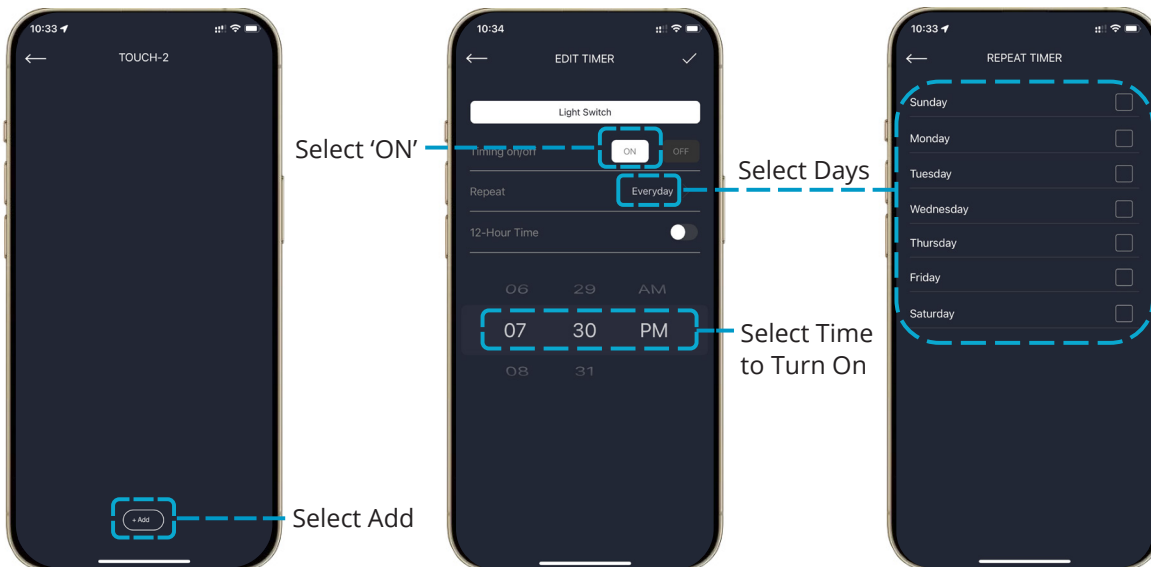 10:33
TOUCH-2
+ Add
Select Add
10:34
EDIT TIMER
Light Switch
Timing on/off
ON
OFF
Select ‘ON’
Repeat
Everyday
Select Days
12-Hour Time
06 29 AM
07 30 PM
08 31
Select Time
to Turn On
10:33
REPEAT TIMER
Sunday
Monday
Tuesday
Wednesday
Thursday
Friday
Saturday